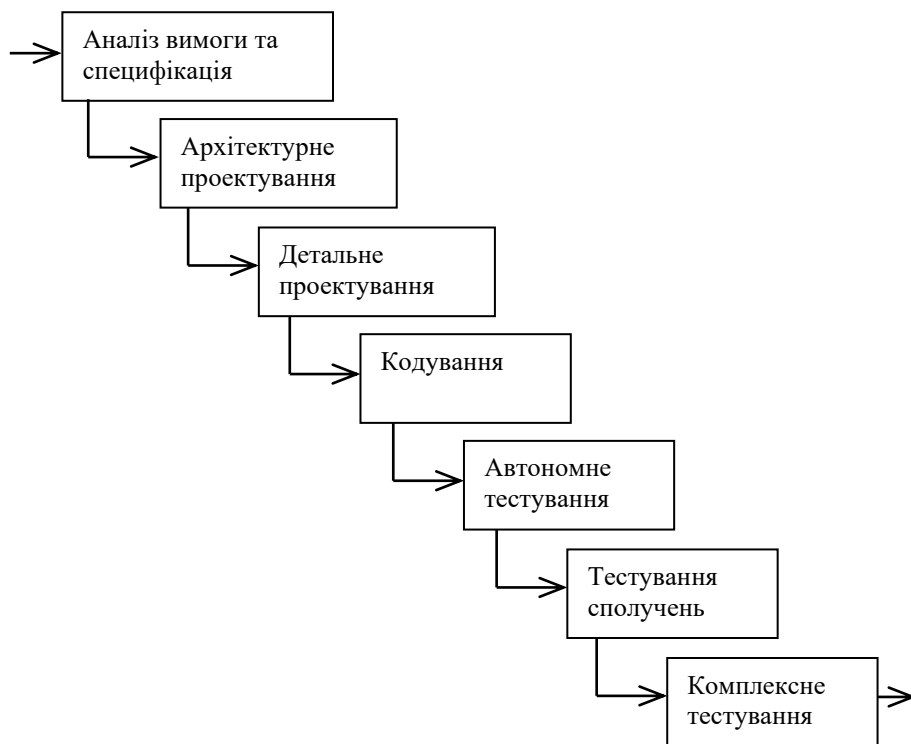 Аналіз вимоги та
специфікація
Архітектурне
проектування
Детальне
проектування
Кодування
Автономне
тестування
Тестування
сполучень
Комплексне
тестування